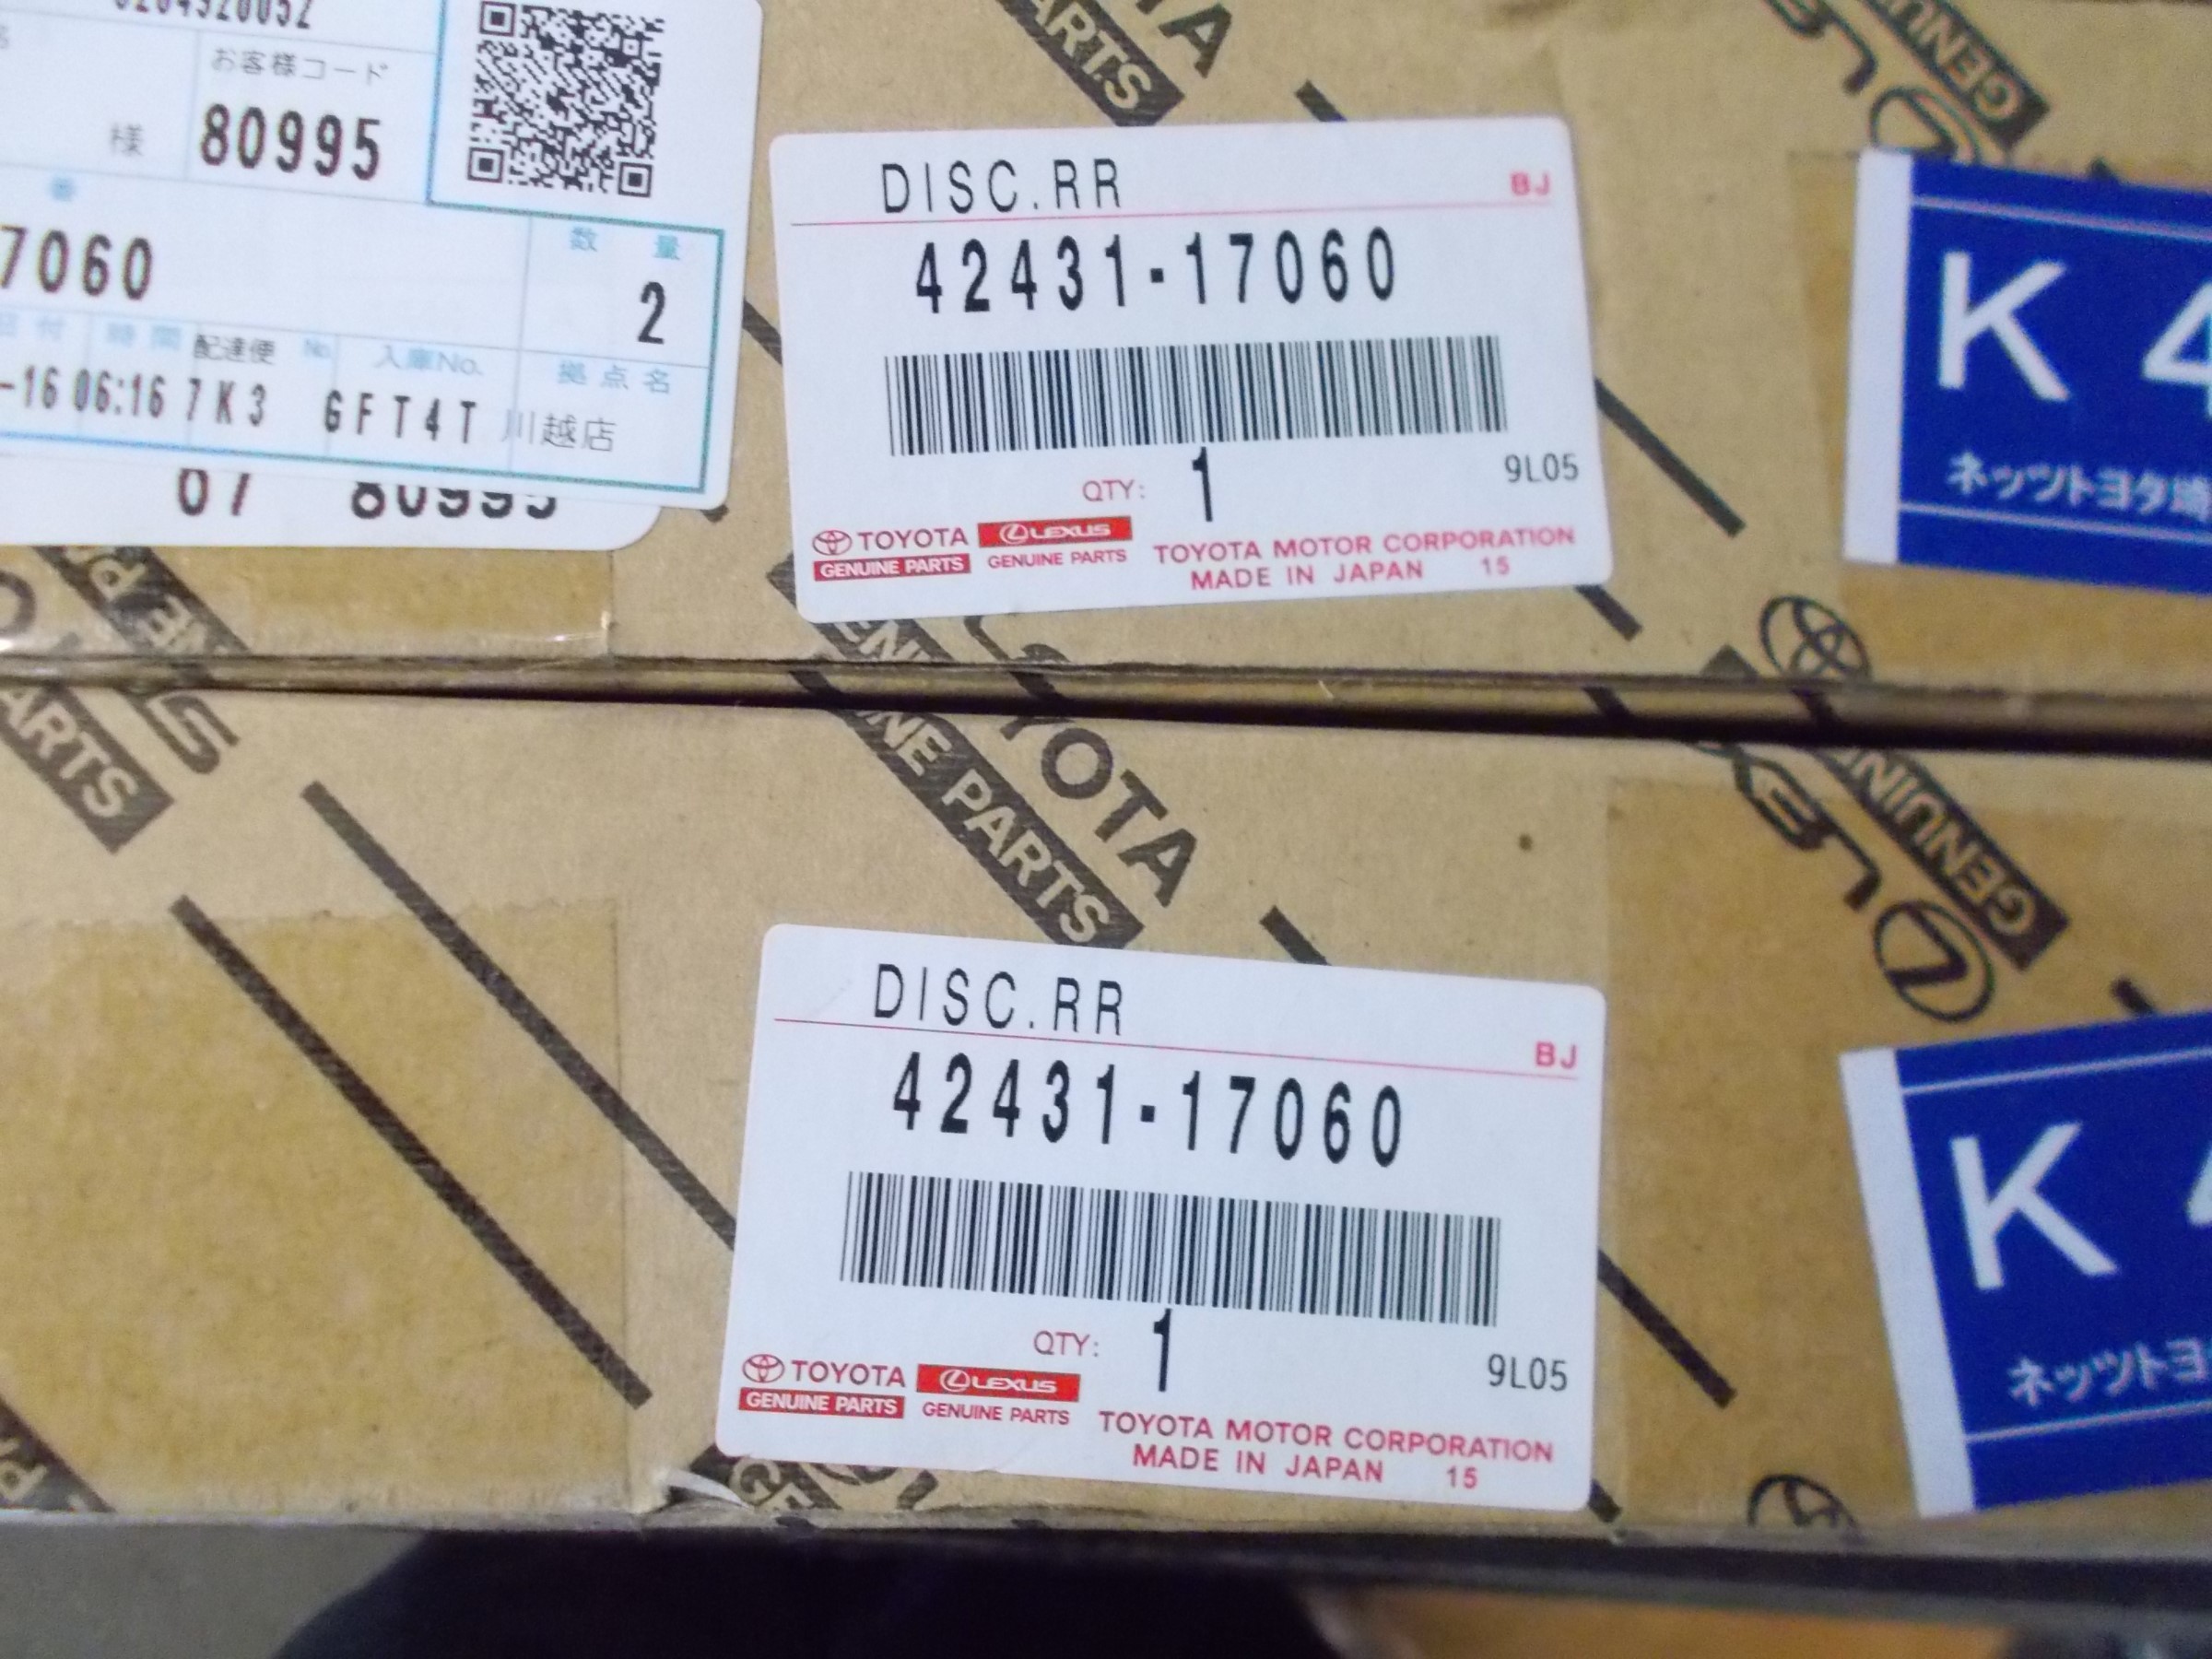 お客様コード
様
80995
7060
数 量
2
日付 時間 配達便 No. 入庫No. 拠点名
-16 06:16 7K3 GFT4T 川越店
07 80995
DISC.RR
BJ
42431-17060
QTY: 1
9L05
TOYOTA
GENUINE PARTS
LEXUS
GENUINE PARTS
TOYOTA MOTOR CORPORATION
MADE IN JAPAN 15
K 4
ネッツトヨタ埼
PARTS
GENUI
TOYOTA
GENUINE PARTS
GENUIN
DISC.RR
BJ
42431-17060
QTY: 1
9L05
TOYOTA
GENUINE PARTS
LEXUS
GENUINE PARTS
TOYOTA MOTOR CORPORATION
MADE IN JAPAN 15
K
ネッツトヨ